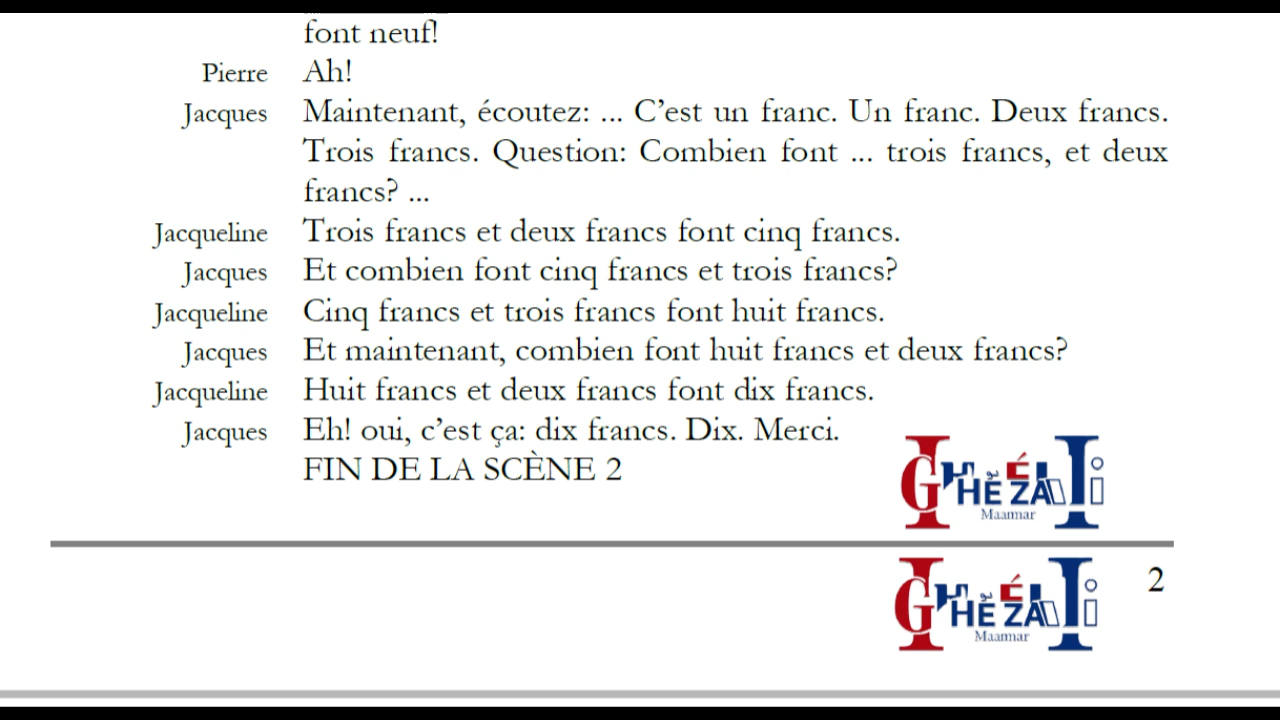 font neuf!
Pierre Ah!
Jacques Maintenant, écoutez: ... C'est un franc. Un franc. Deux francs.
Trois francs. Question: Combien font ... trois francs, et deux
francs? ...
Jacqueline Trois francs et deux francs font cinq francs.
Jacques Et combien font cinq francs et trois francs?
Jacqueline Cinq francs et trois francs font huit francs.
Jacques Et maintenant, combien font huit francs et deux francs?
Jacqueline Huit francs et deux francs font dix francs.
Jacques Eh! oui, c'est ça: dix francs. Dix. Merci.
FIN DE LA SCÈNE 2
Maamar
2
Maamar